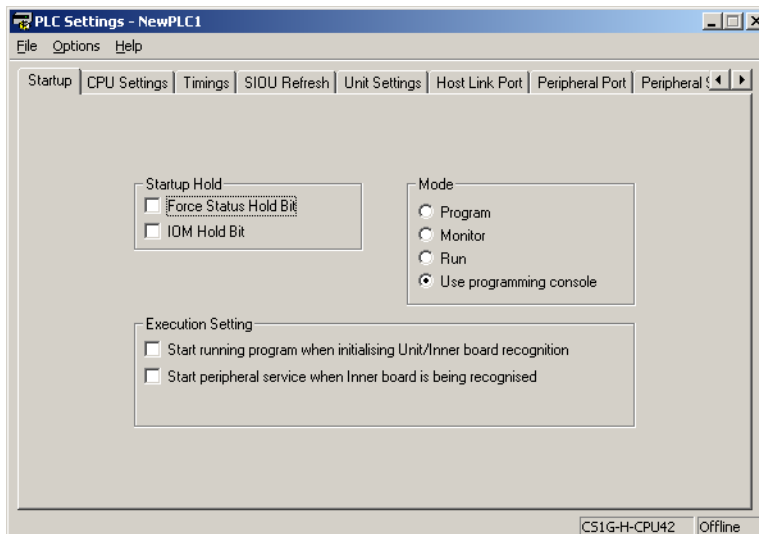 PLC Settings - NewPLC1
File Options Help
Startup CPU Settings Timings SIOU Refresh Unit Settings Host Link Port Peripheral Port Peripheral
Startup Hold
Force Status Hold Bit
IOM Hold Bit
Mode
Program
Monitor
Run
Use programming console
Execution Setting
Start running program when initialising Unit/Inner board recognition
Start peripheral service when Inner board is being recognised
CS1G-H-CPU42 Offline